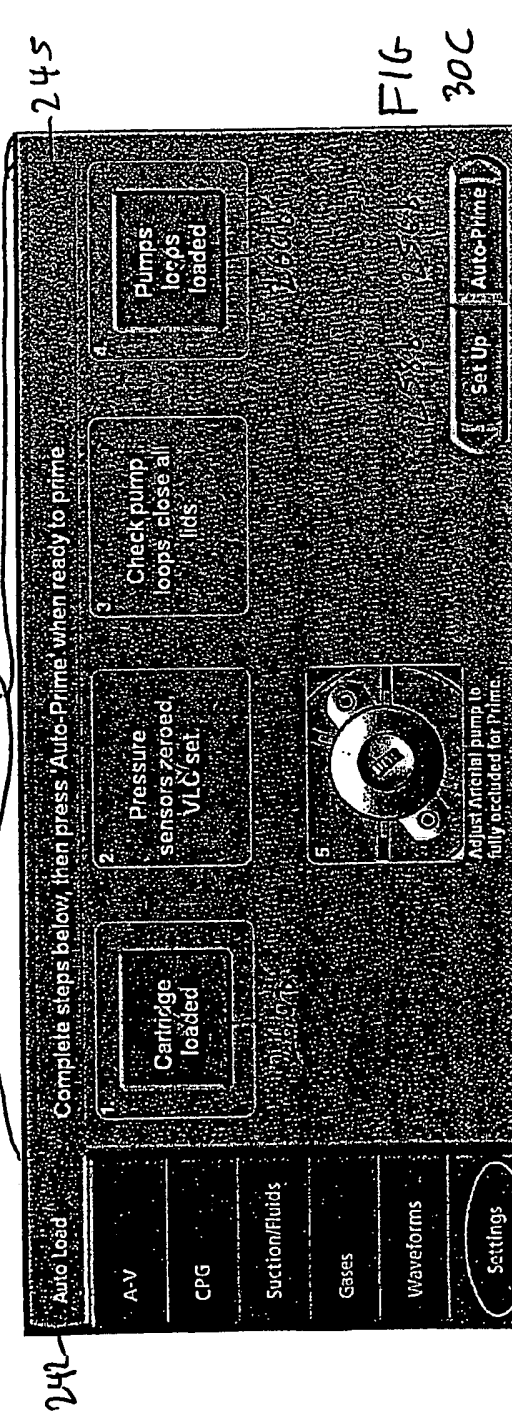 242
245
Auto Load
Complete steps below, then press 'Auto-Prime' when ready to prime
A-V
CPG
Suction/Fluids
Gases
Waveforms
Settings
1.
Cartridge
loaded
2.
Pressure
sensors zeroed,
VLC set.
3
Check pump
loops, close all
lids
4.
Pumps
loops
loaded
5.
Adjust Arterial pump to
fully occluded for Prime.
Set Up
Auto-Prime
FIG
30C